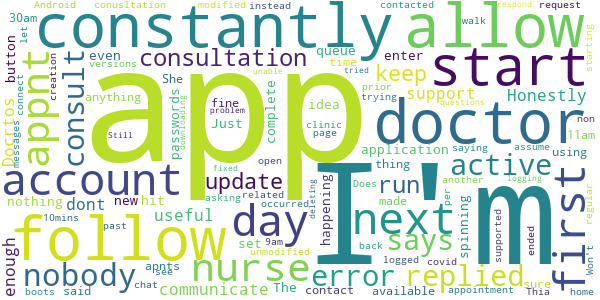 Android conusltation modified instead contacted respond request
30am constantly allow walk
let versions even queue time enter tried prior trying
button creation consultation start starting
messages connect anything She fine idea complete passwords
Docrtos appnt consult app keep support doctor unable problem downloading
Just clinic page Honestly 11am non
Still application saying using assume
account update thing run active questions
nothing new hit open happening spinning Does made another per logging first regular
dont useful asking related occurred fixed day next says back logged covid ended supported Won't
follow I'm
enough 10mins past set 9am unmodified deleting error replied
nobody nurse sure This
boots said chat see appnts communicate The contact available appointment home